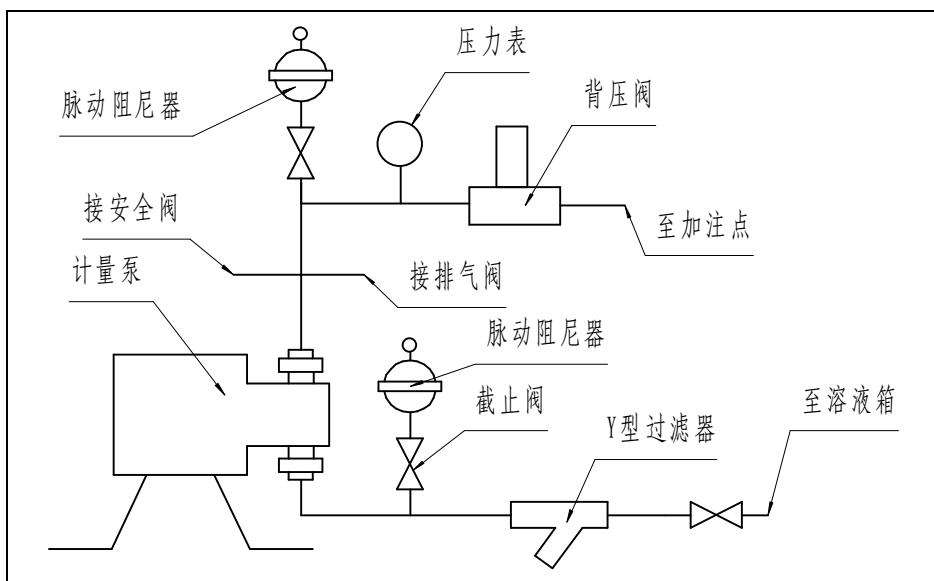 压力表
背压阀
脉动阻尼器
接安全阀
至加注点
计量泵
接排气阀
脉动阻尼器
截止阀
至溶液箱
Y型过滤器